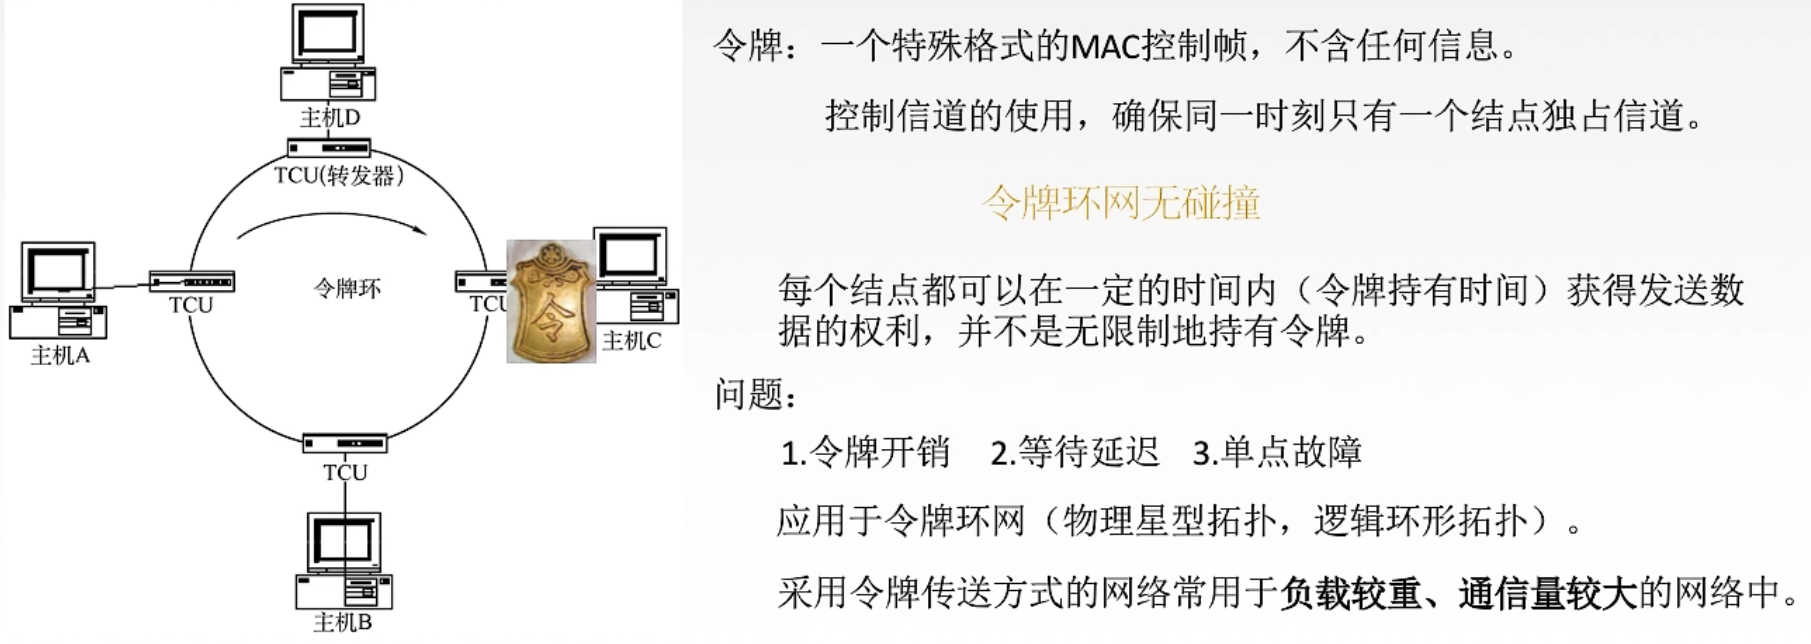 主机D
TCU(转发器)
令牌环
TCU
主机A
TCU
令
主机C
TCU
主机B
令牌：一个特殊格式的MAC控制帧，不含任何信息。
控制信道的使用，确保同一时刻只有一个结点独占信道。
令牌环网无碰撞
每个结点都可以在一定的时间内（令牌持有时间）获得发送数
据的权利，并不是无限制地持有令牌。
问题：
1.令牌开销 2.等待延迟 3.单点故障
应用于令牌环网（物理星型拓扑，逻辑环形拓扑）。
采用令牌传送方式的网络常用于负载较重、通信量较大的网络中。